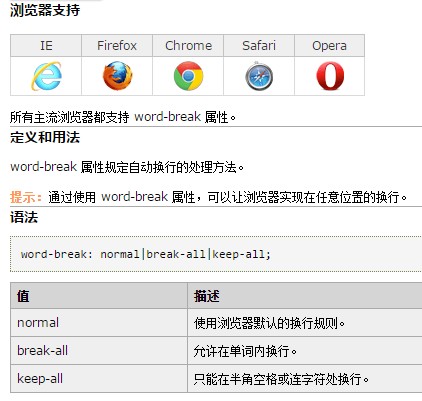 浏览器支持
IE Firefox Chrome Safari Opera
所有主流浏览器都支持 word-break 属性。
定义和用法
word-break 属性规定自动换行的处理方法。
提示：通过使用 word-break 属性，可以让浏览器实现在任意位置的换行。
语法
word-break: normal|break-all|keep-all;
值 描述
normal 使用浏览器默认的换行规则。
break-all 允许在单词内换行。
keep-all 只能在半角空格或连字符处换行。